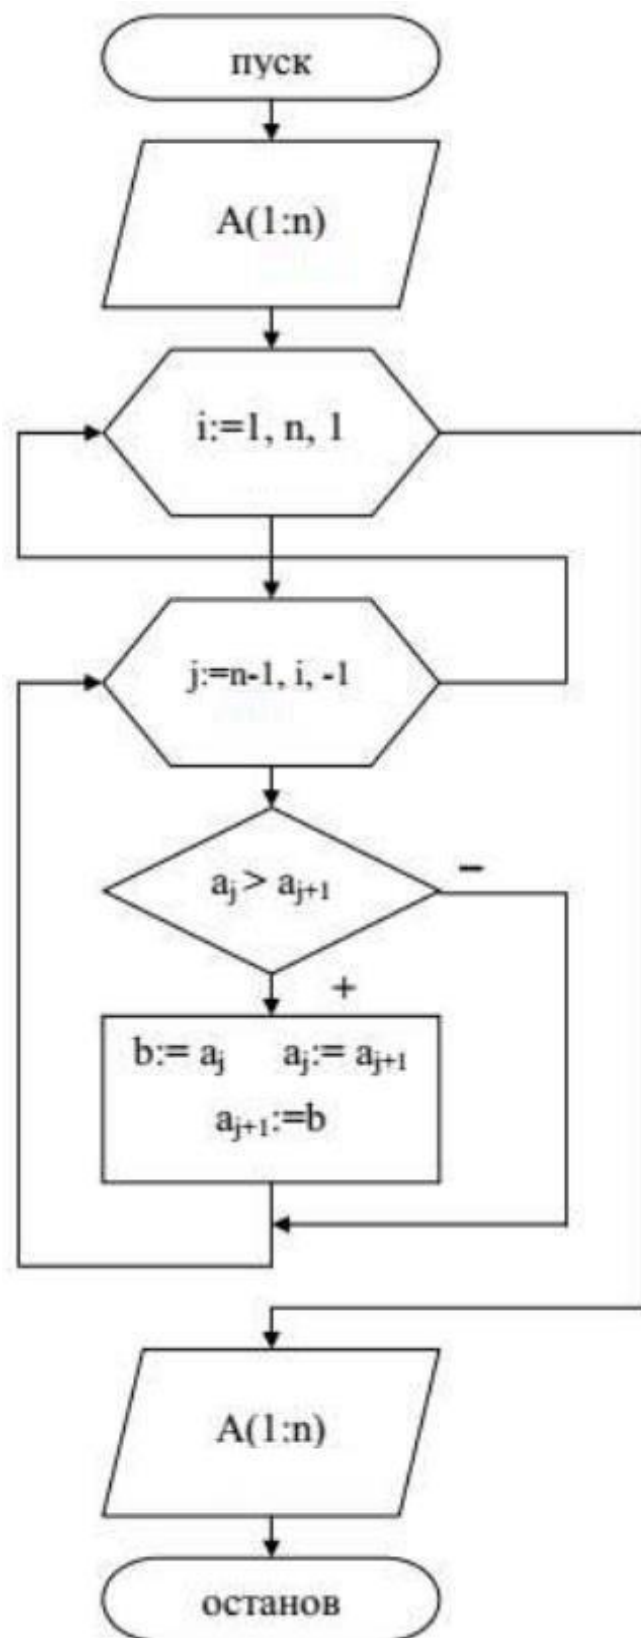 пуск
A(1:n)
i:=1, n, 1
j:=n-1, i, -1
aⱼ > aⱼ₊₁
−
+
b:= aⱼ aⱼ:= aⱼ₊₁
aⱼ₊₁:=b
A(1:n)
останов